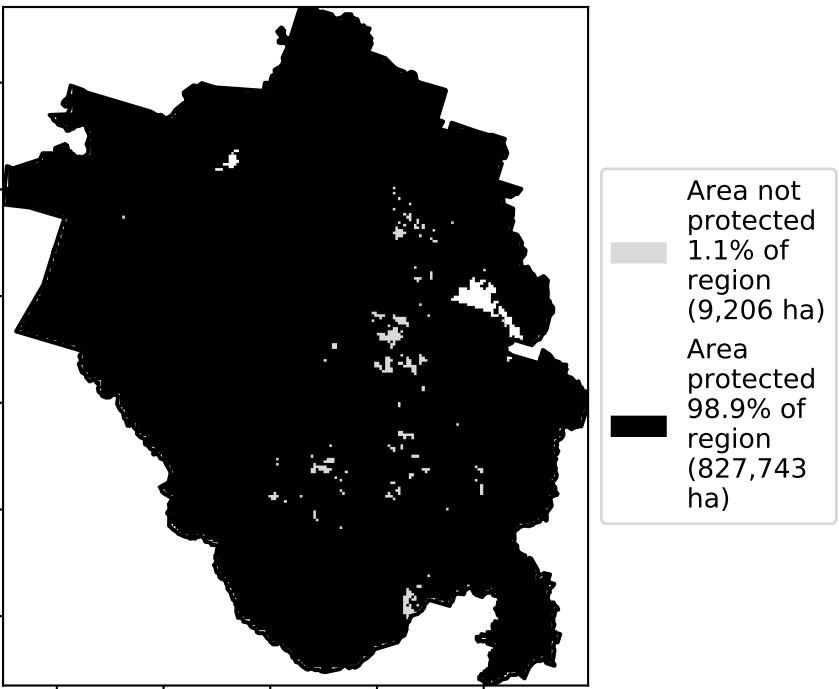 Area not
protected
1.1% of
region
(9,206 ha)
Area
protected
98.9% of
region
(827,743
ha)